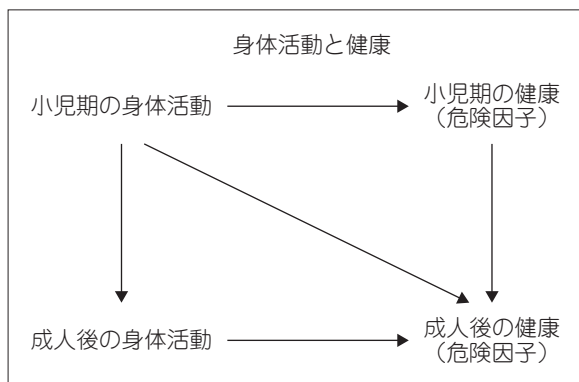 身体活動と健康
小児期の身体活動
小児期の健康
（危険因子）
成人後の身体活動
成人後の健康
（危険因子）